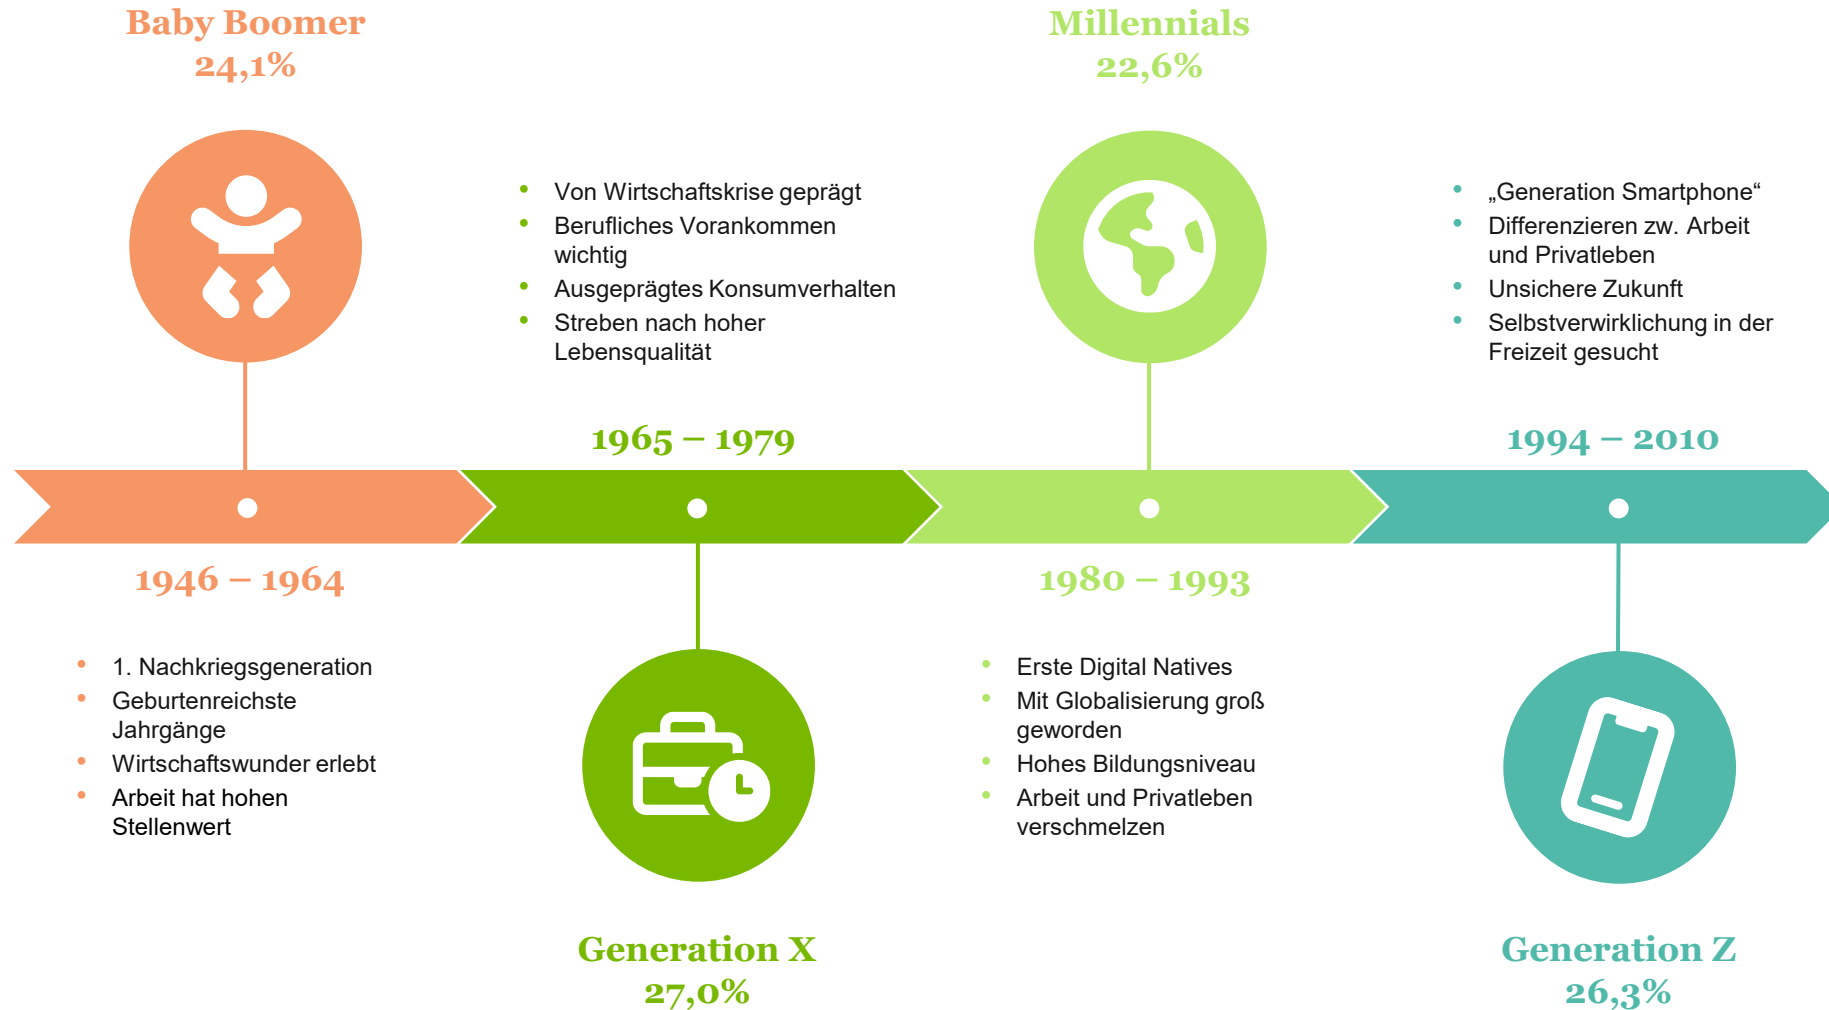 Baby Boomer
24,1%
1946 – 1964
• 1. Nachkriegsgeneration
• Geburtenreichste
Jahrgänge
• Wirtschaftswunder erlebt
• Arbeit hat hohen
Stellenwert
• Von Wirtschaftskrise geprägt
• Berufliches Vorankommen
wichtig
• Ausgeprägtes Konsumverhalten
• Streben nach hoher
Lebensqualität
1965 – 1979
Generation X
27,0%
Millennials
22,6%
1980 – 1993
• Erste Digital Natives
• Mit Globalisierung groß
geworden
• Hohes Bildungsniveau
• Arbeit und Privatleben
verschmelzen
• „Generation Smartphone“
• Differenzieren zw. Arbeit
und Privatleben
• Unsichere Zukunft
• Selbstverwirklichung in der
Freizeit gesucht
1994 – 2010
Generation Z
26,3%